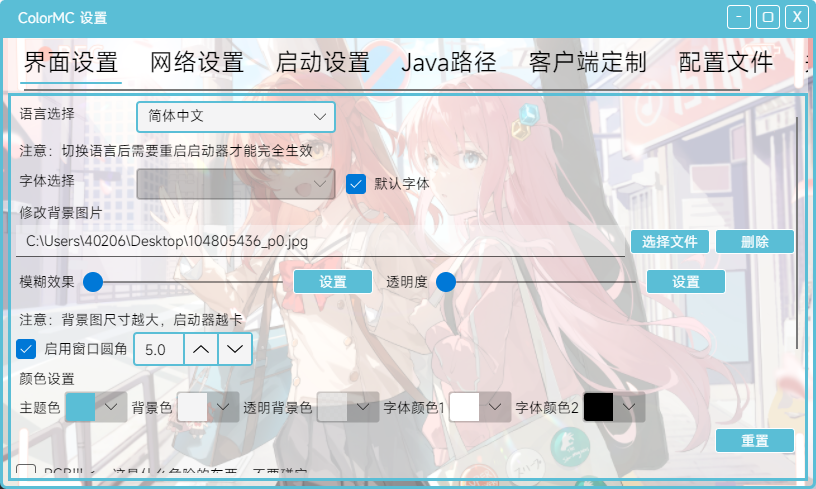 ColorMC 设置
界面设置 网络设置 启动设置 Java路径 客户端定制 配置文件
语言选择 简体中文
注意：切换语言后需要重启启动器才能完全生效
字体选择 默认字体
修改背景图片
C:\Users\40206\Desktop\104805436_p0.jpg 选择文件 删除
模糊效果 设置 透明度 设置
注意：背景图尺寸越大，启动器越卡
启用窗口圆角 5.0
颜色设置
主题色 背景色 透明背景色 字体颜色1 字体颜色2
重置